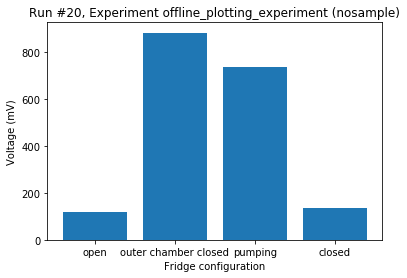 Run #20, Experiment offline_plotting_experiment (nosample)
800
600
400
200
0
Voltage (mV)
open outer chamber closed pumping closed
Fridge configuration